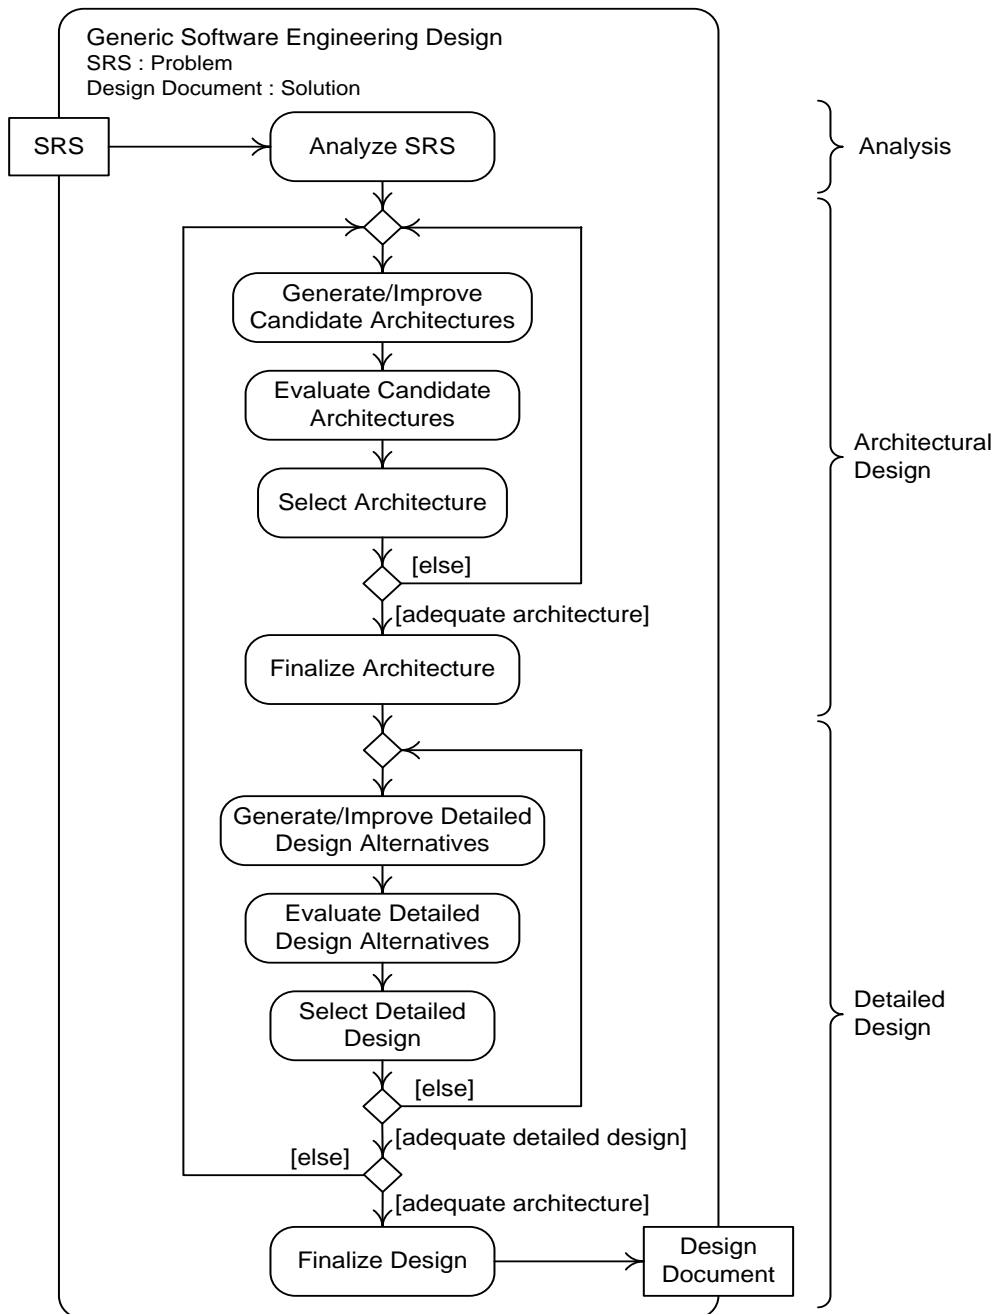 Generic Software Engineering Design
SRS : Problem
Design Document : Solution
SRS
Analyze SRS
Analysis
Generate/Improve
Candidate Architectures
Evaluate Candidate
Architectures
Architectural
Design
Select Architecture
[else]
[adequate architecture]
Finalize Architecture
Generate/Improve Detailed
Design Alternatives
Evaluate Detailed
Design Alternatives
Select Detailed
Design
Detailed
Design
[else]
[adequate detailed design]
[else]
[adequate architecture]
Finalize Design
Design
Document